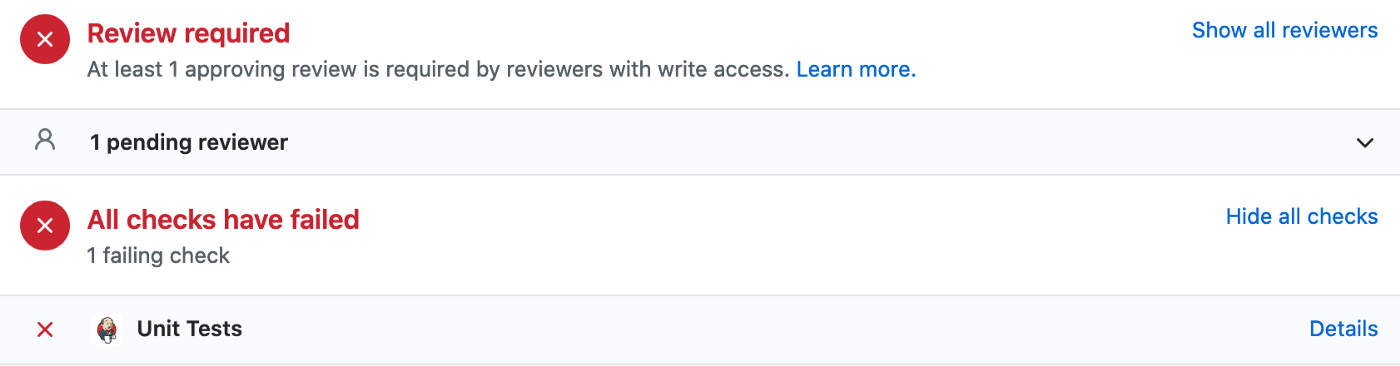 Review required
Show all reviewers
At least 1 approving review is required by reviewers with write access. Learn more.
1 pending reviewer
All checks have failed
Hide all checks
1 failing check
Unit Tests
Details